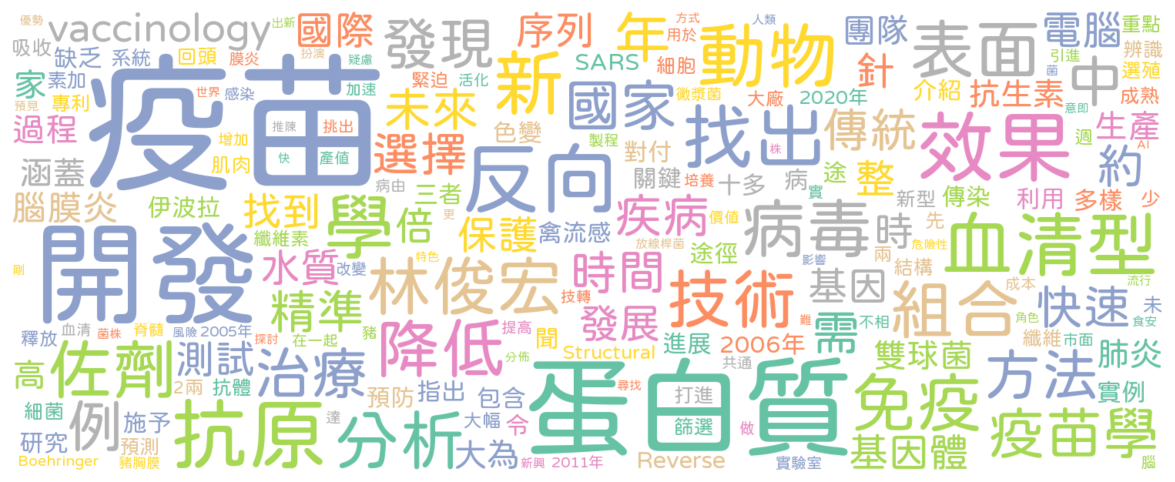 優勢
出新
vaccinology
國際
發現
序列
年
方式
用於
人類
動物
團隊
表面
電腦
重點
吸收
缺乏
系統
回頭
膜炎
扮演
疑慮
SARS
細胞
針
中
引進
辨識
菌
選殖
家
素加
緊迫
活化
新
國家
黴漿菌
大廠
2020年
介紹
抗生素
成熟
預見
專利
疫苗
世界
感染
加速
未來
過程
增加
推陳
挑出
選擇
色變
製程
找出
傳統
效果
意即
週
生產
AI
涵蓋
肌肉
快
產值
反向
對付
株
關鍵
培養
十多
病
途
實
整
約
病由
三者
腦膜炎
伊波拉
找到
學
倍
更
保護
禽流感
疾病
價值
病毒
時
新型
傳染
先
利用
多樣
少
血清型
開發
纖維素
特色
放線桿菌
途徑
兩
危險性
剛
水質
改變
林俊宏
時間
影響
技術
基因
結構
組合
成本
流行
快速
未
釋放
血清
菌株
脊髓
風險
2005年
精準
豬
技轉
提高
發展
難
需
不相
角色
食安
探討
在一起
降低
聞
進展
2006年
纖維
市面
高
佐劑
測試
治療
分佈
Structural
共通
雙球菌
方法
肺炎
2兩
抗體
預防
指出
包含
尋找
蛋白質
打進
免疫
實例
細菌
例
施予
抗原
達
分析
大幅
令
篩選
做
疫苗學
研究
預測
大為
基因體
Boehringer
豬胸膜
新興
2011年
Reverse
實驗室
腦